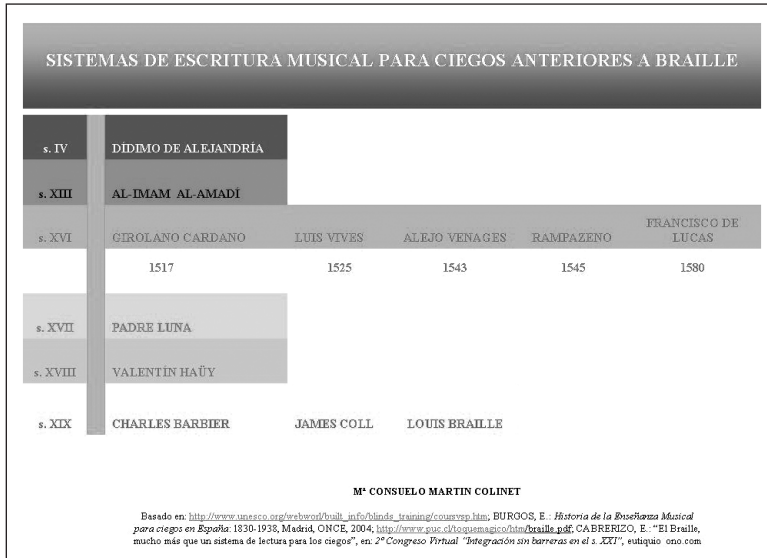 SISTEMAS DE ESCRITURA MUSICAL PARA CIEGOS ANTERIORES A BRAILLE
s. IV DÍDIMO DE ALEJANDRÍA
s. XIII AL-IMAM AL-AMADÍ
s. XVI GIROLANO CARDANO LUIS VIVES ALEJO VENAGES RAMPAZENO FRANCISCO DE
LUCAS
1517 1525 1543 1545 1580
s. XVII PADRE LUNA
s. XVIII VALENTÍN HAÜY
s. XIX CHARLES BARBIER JAMES COLL LOUIS BRAILLE
Mª CONSUELO MARTIN COLINET
Basado en: http://www.unesco.org/webworl/built_info/blinds_training/coursvsp.htm; BURGOS, E.: Historia de la Enseñanza Musical
para ciegos en España: 1830-1938, Madrid, ONCE, 2004; http://www.puc.cl/toquemagico/htm/braille.pdf; CABRERIZO, E.: "El Braille,
mucho más que un sistema de lectura para los ciegos", en: 2º Congreso Virtual "Integración sin barreras en el s. XXI", eutiquio ono.com